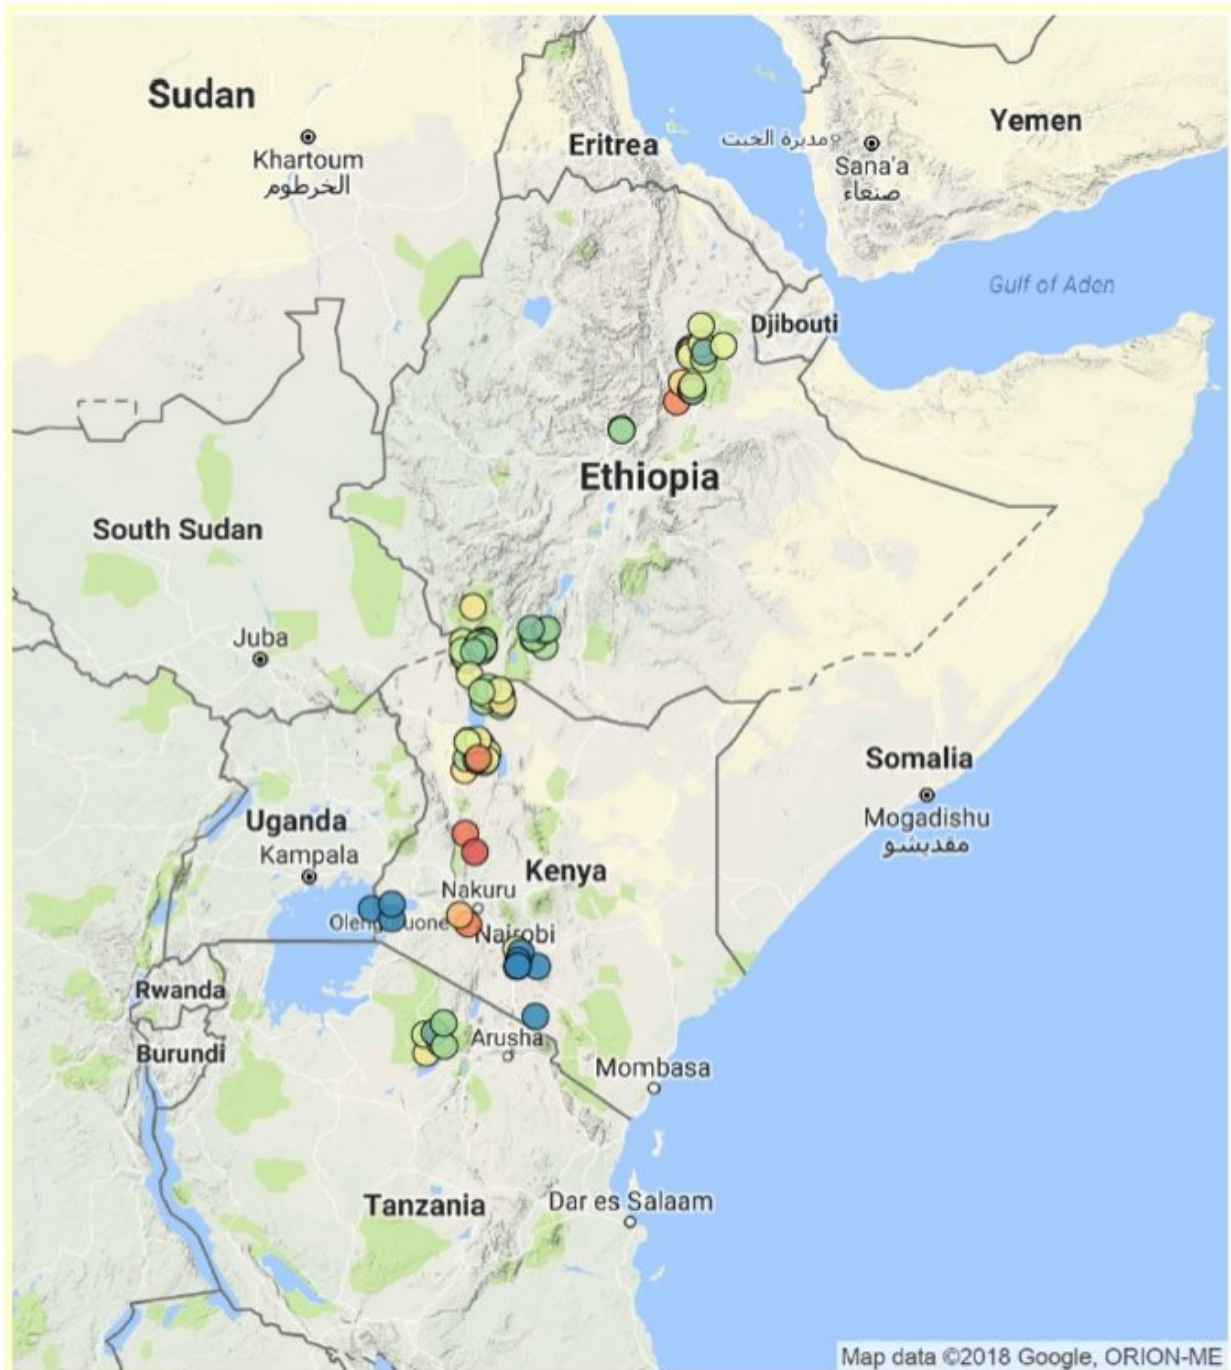 Sudan
Khartoum
الخرطوم
Eritrea
مديرة الخبت
Yemen
Sana'a
صنعاء
Gulf of Aden
Djibouti
Ethiopia
South Sudan
Juba
Somalia
Mogadishu
مقديشو
Uganda
Kampala
Kenya
Nakuru
Nairobi
Rwanda
Burundi
Arusha
Mombasa
Tanzania
Dar es Salaam
Map data ©2018 Google, ORION-ME